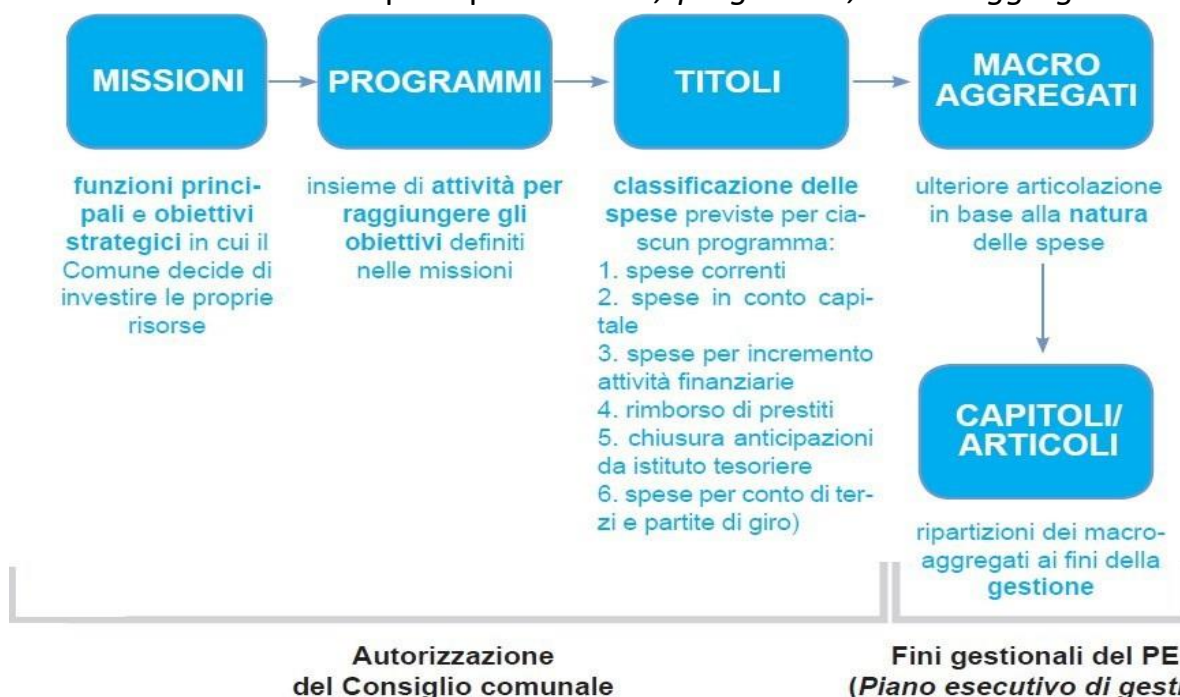 MISSIONI
funzioni princi-
pali e obiettivi
strategici in cui il
Comune decide di
investire le proprie
risorse
PROGRAMMI
insieme di attività per
raggiungere gli
obiettivi definiti
nelle missioni
TITOLI
classificazione delle
spese previste per cia-
scun programma:
1. spese correnti
2. spese in conto capi-
tale
3. spese per incremento
attività finanziarie
4. rimborso di prestiti
5. chiusura anticipazioni
da istituto tesoriere
6. spese per conto di ter-
zi e partite di giro)
MACRO
AGGREGATI
ulteriore articolazione
in base alla natura
delle spese
CAPITOLI/
ARTICOLI
ripartizioni dei macro-
aggregati ai fini della
gestione
Autorizzazione
del Consiglio comunale
Fini gestionali del PE
(Piano esecutivo di gesti